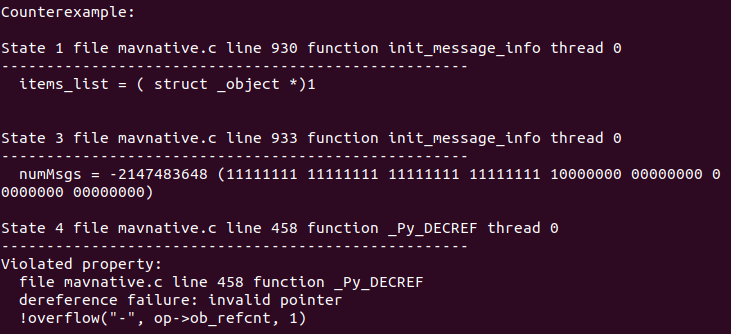 Counterexample:
State 1 file mavnative.c line 930 function init_message_info thread 0
----------------------------------------------------
items_list = ( struct _object *)1
State 3 file mavnative.c line 933 function init_message_info thread 0
----------------------------------------------------
numMsgs = -2147483648 (11111111 11111111 11111111 11111111 10000000 00000000 0
0000000 00000000)
State 4 file mavnative.c line 458 function _Py_DECREF thread 0
----------------------------------------------------
Violated property:
file mavnative.c line 458 function _Py_DECREF
dereference failure: invalid pointer
!overflow("-", op->ob_refcnt, 1)